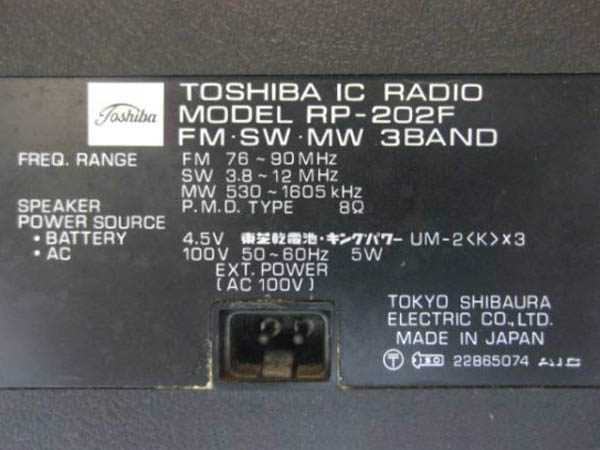 Toshiba
TOSHIBA IC RADIO
MODEL RP-202F
FM·SW·MW 3BAND
FREQ. RANGE FM 76~90MHz
SW 3.8~12MHz
MW 530~1605kHz
SPEAKER P.M.D. TYPE 8Ω
POWER SOURCE
• BATTERY 4.5V 東芝乾電池・キングパワー UM-2〈K〉x3
• AC 100V 50~60Hz 5W
EXT. POWER
(AC 100V)
TOKYO SHIBAURA
ELECTRIC CO.,LTD.
MADE IN JAPAN
〒 22865074